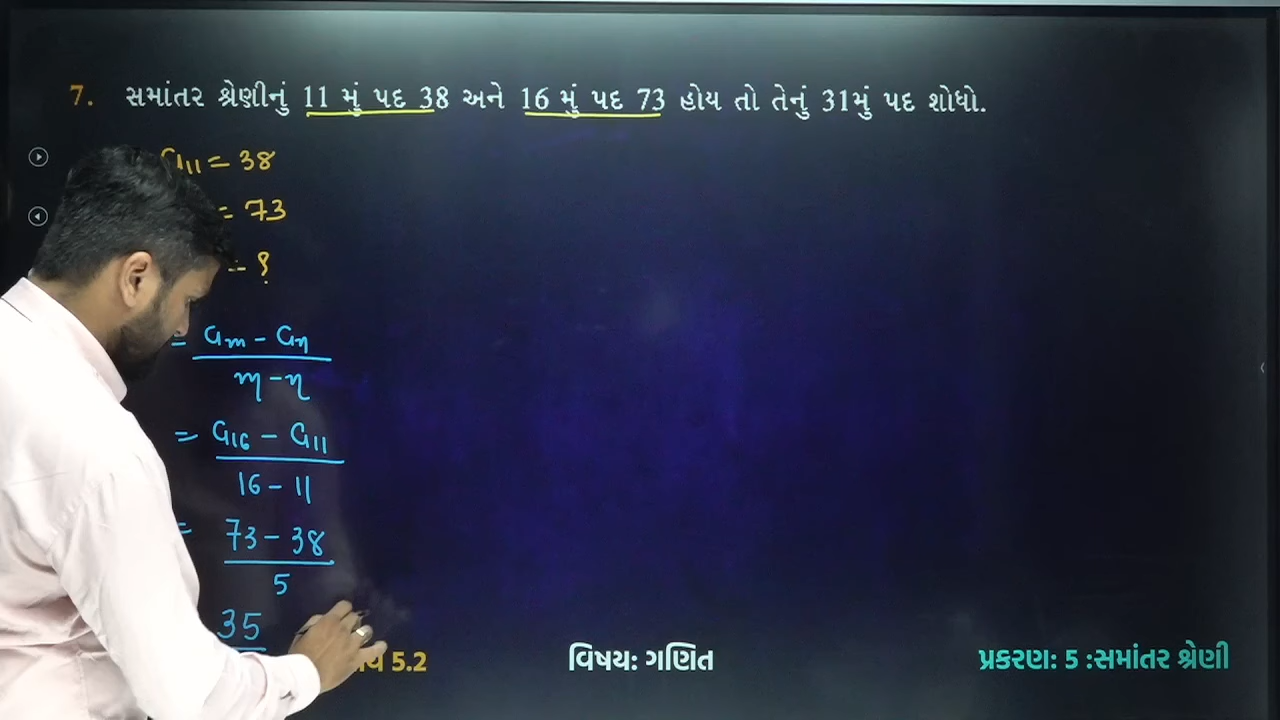 7. સમાંતર શ્રેણીનું 11 મું પદ 38 અને 16 મું પદ 73 હોય તો તેનું 31મું પદ શોધો.
a₁₁ = 38
= 73
= ?
= aₘ - aₙ
m - n
= a₁₆ - a₁₁
16 - 11
= 73 - 38
5
35
5.2 વિષય: ગણિત પ્રકરણ: 5 :સમાંતર શ્રેણી